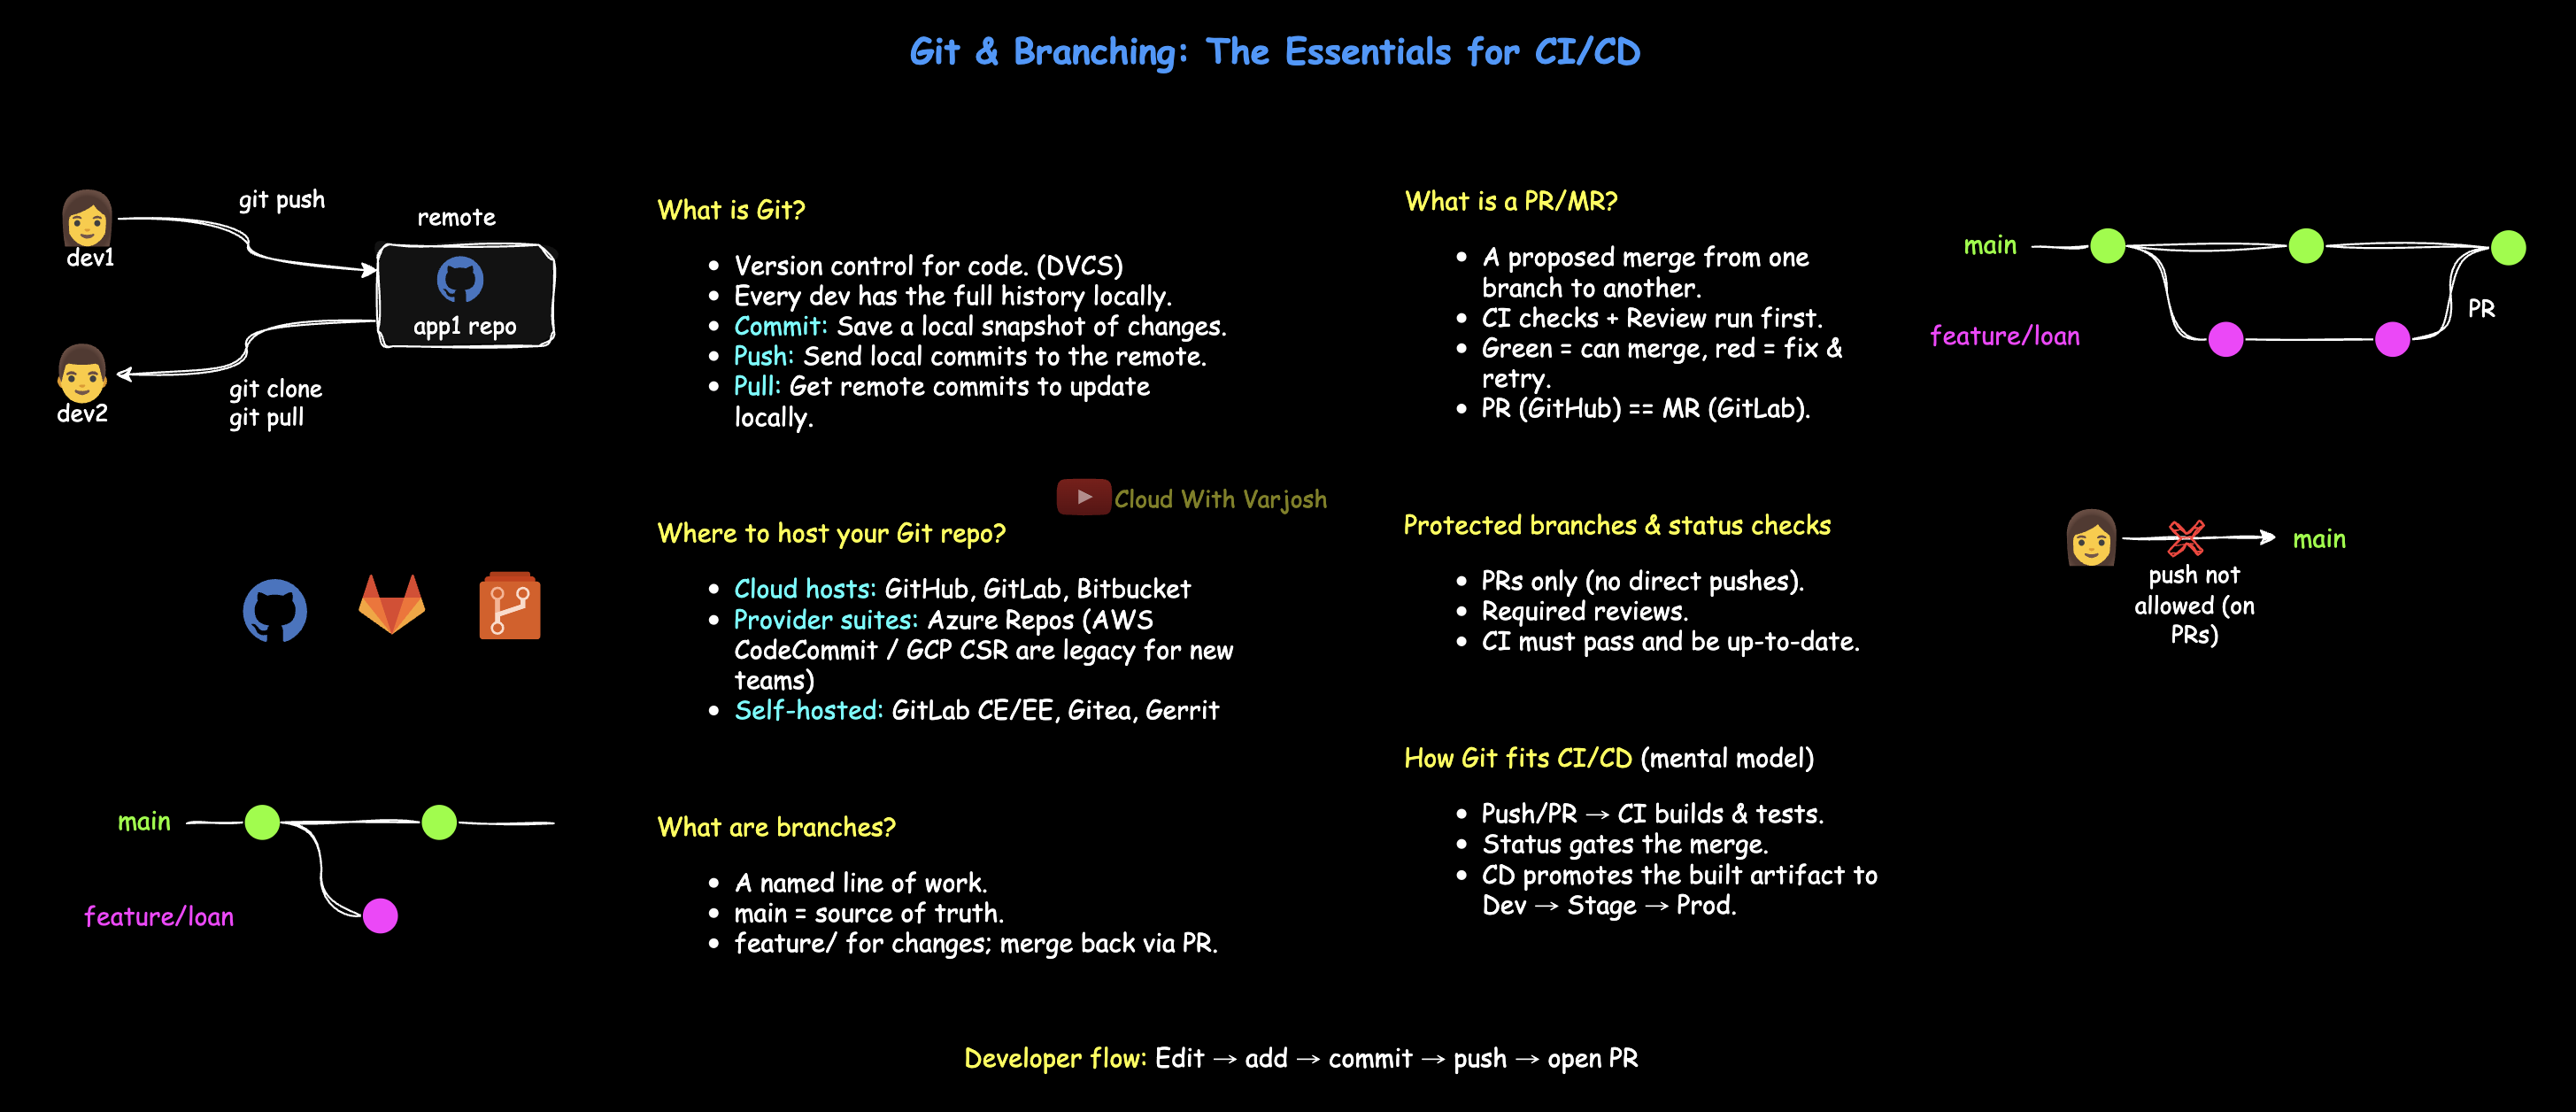 Git & Branching: The Essentials for CI/CD
git push
remote
dev1
app1 repo
git clone
git pull
dev2
What is Git?
Version control for code. (DVCS)
Every dev has the full history locally.
Commit: Save a local snapshot of changes.
Push: Send local commits to the remote.
Pull: Get remote commits to update
locally.
Where to host your Git repo?
Cloud hosts: GitHub, GitLab, Bitbucket
Provider suites: Azure Repos (AWS
CodeCommit / GCP CSR are legacy for new
teams)
Self-hosted: GitLab CE/EE, Gitea, Gerrit
main
feature/loan
What are branches?
A named line of work.
main = source of truth.
feature/ for changes; merge back via PR.
Cloud With Varjosh
What is a PR/MR?
A proposed merge from one
branch to another.
CI checks + Review run first.
Green = can merge, red = fix &
retry.
PR (GitHub) == MR (GitLab).
main
feature/loan
PR
Protected branches & status checks
PRs only (no direct pushes).
Required reviews.
CI must pass and be up-to-date.
main
push not
allowed (on
PRs)
How Git fits CI/CD (mental model)
Push/PR → CI builds & tests.
Status gates the merge.
CD promotes the built artifact to
Dev → Stage → Prod.
Developer flow: Edit → add → commit → push → open PR